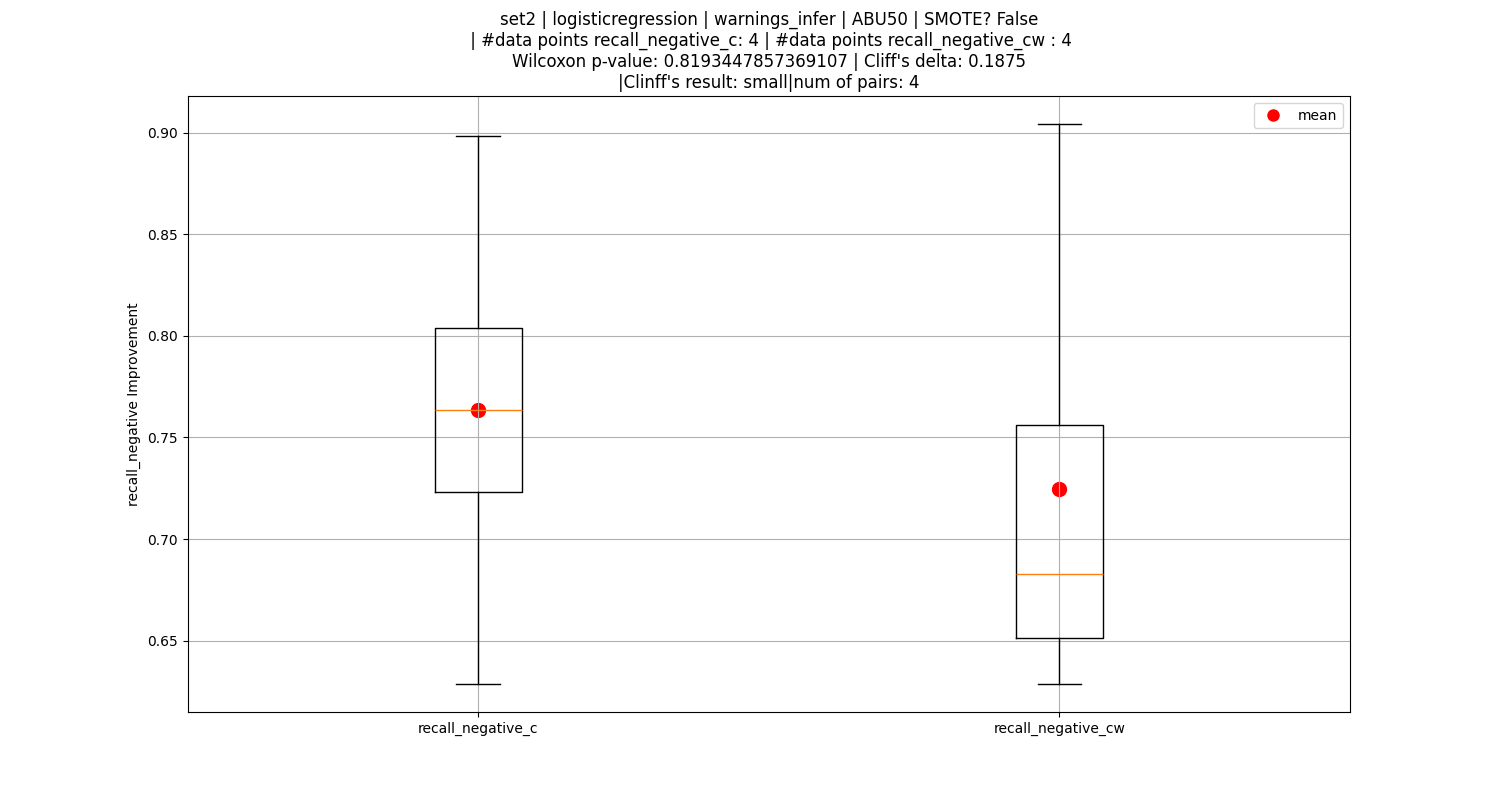 set2 | logisticregression | warnings_infer | ABU50 | SMOTE? False
| #data points recall_negative_c: 4 | #data points recall_negative_cw : 4
Wilcoxon p-value: 0.8193447857369107 | Cliff's delta: 0.1875
|Clinff's result: small|num of pairs: 4
mean
0.90
0.85
0.80
0.75
0.70
0.65
recall_negative Improvement
recall_negative_c
recall_negative_cw